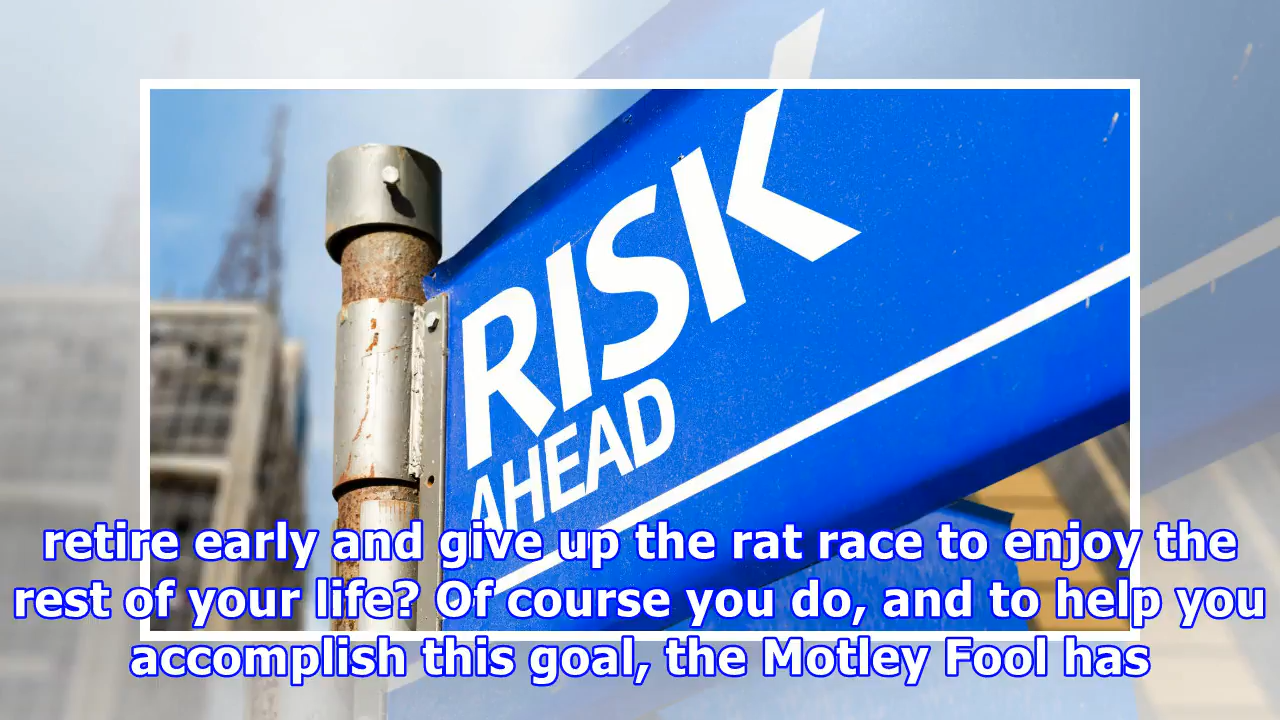 RISK
AHEAD
retire early and give up the rat race to enjoy the
rest of your life? Of course you do, and to help you
accomplish this goal, the Motley Fool has